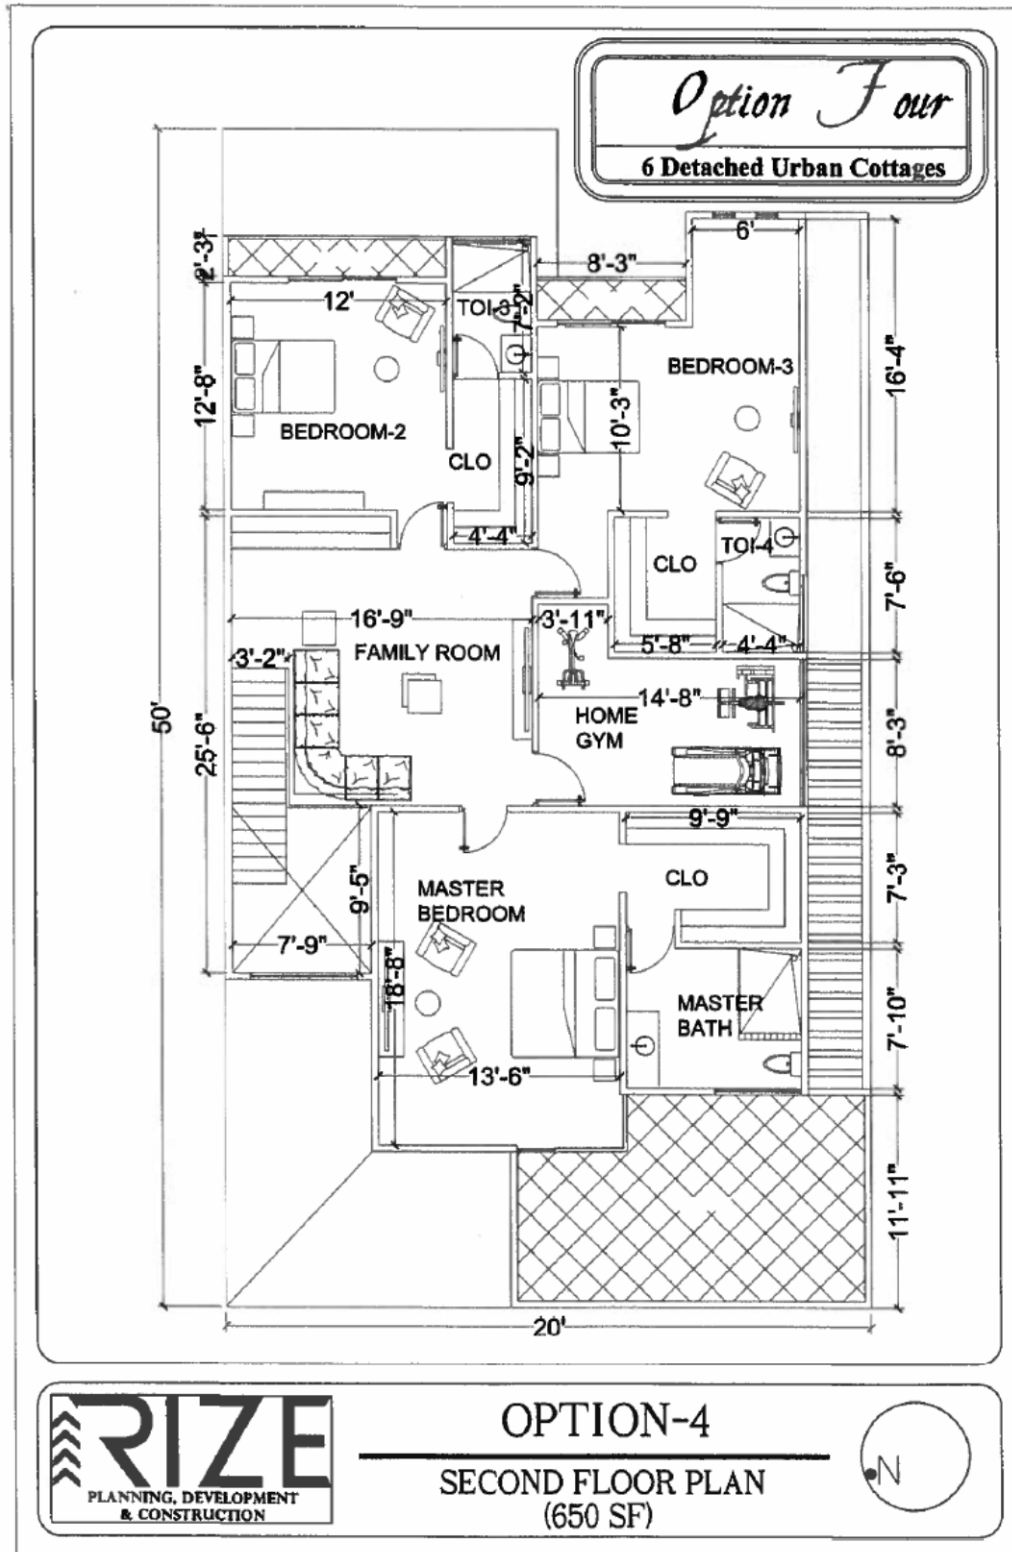 Option Four
6 Detached Urban Cottages
50'
2'-3"
12'
TOI-3
7'-2"
8'-3"
6'
BEDROOM-3
16'-4"
12'-8"
BEDROOM-2
CLO
9'-2"
10'-3"
4'-4"
CLO
TOI-4
7'-6"
16'-9"
3'-11"
5'-8"
4'-4"
3'-2"
FAMILY ROOM
25'-6"
14'-8"
HOME
GYM
8'-3"
9'-9"
9'-5"
MASTER
BEDROOM
CLO
7'-3"
7'-9"
18'-8"
MASTER
BATH
7'-10"
13'-6"
11'-11"
20'
RIZE
PLANNING, DEVELOPMENT
& CONSTRUCTION
OPTION-4
SECOND FLOOR PLAN
(650 SF)
N